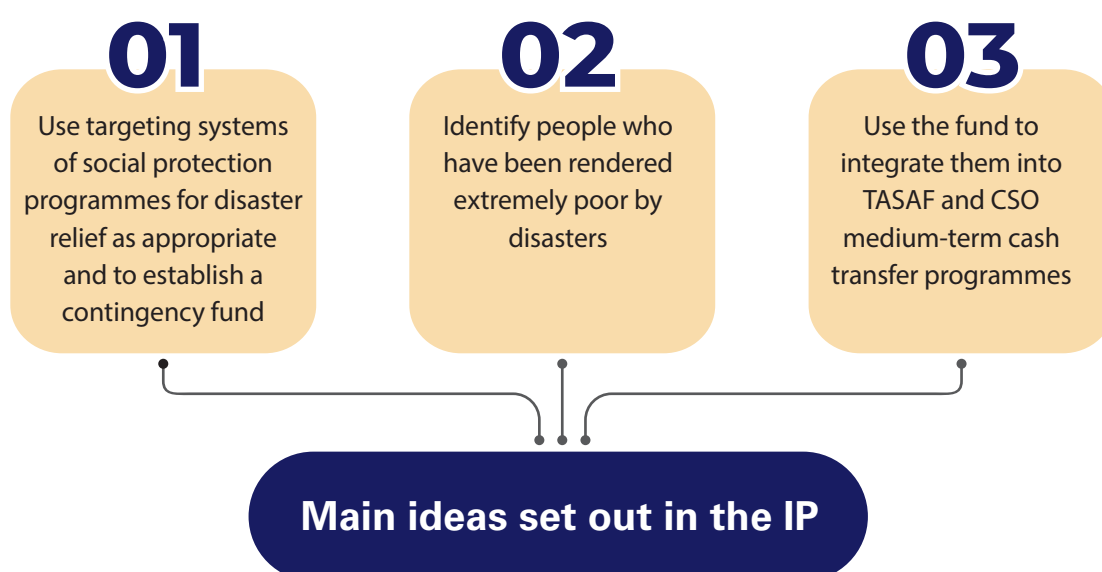 01
Use targeting systems
of social protection
programmes for disaster
relief as appropriate
and to establish a
contingency fund
02
Identify people who
have been rendered
extremely poor by
disasters
03
Use the fund to
integrate them into
TASAF and CSO
medium-term cash
transfer programmes
Main ideas set out in the IP